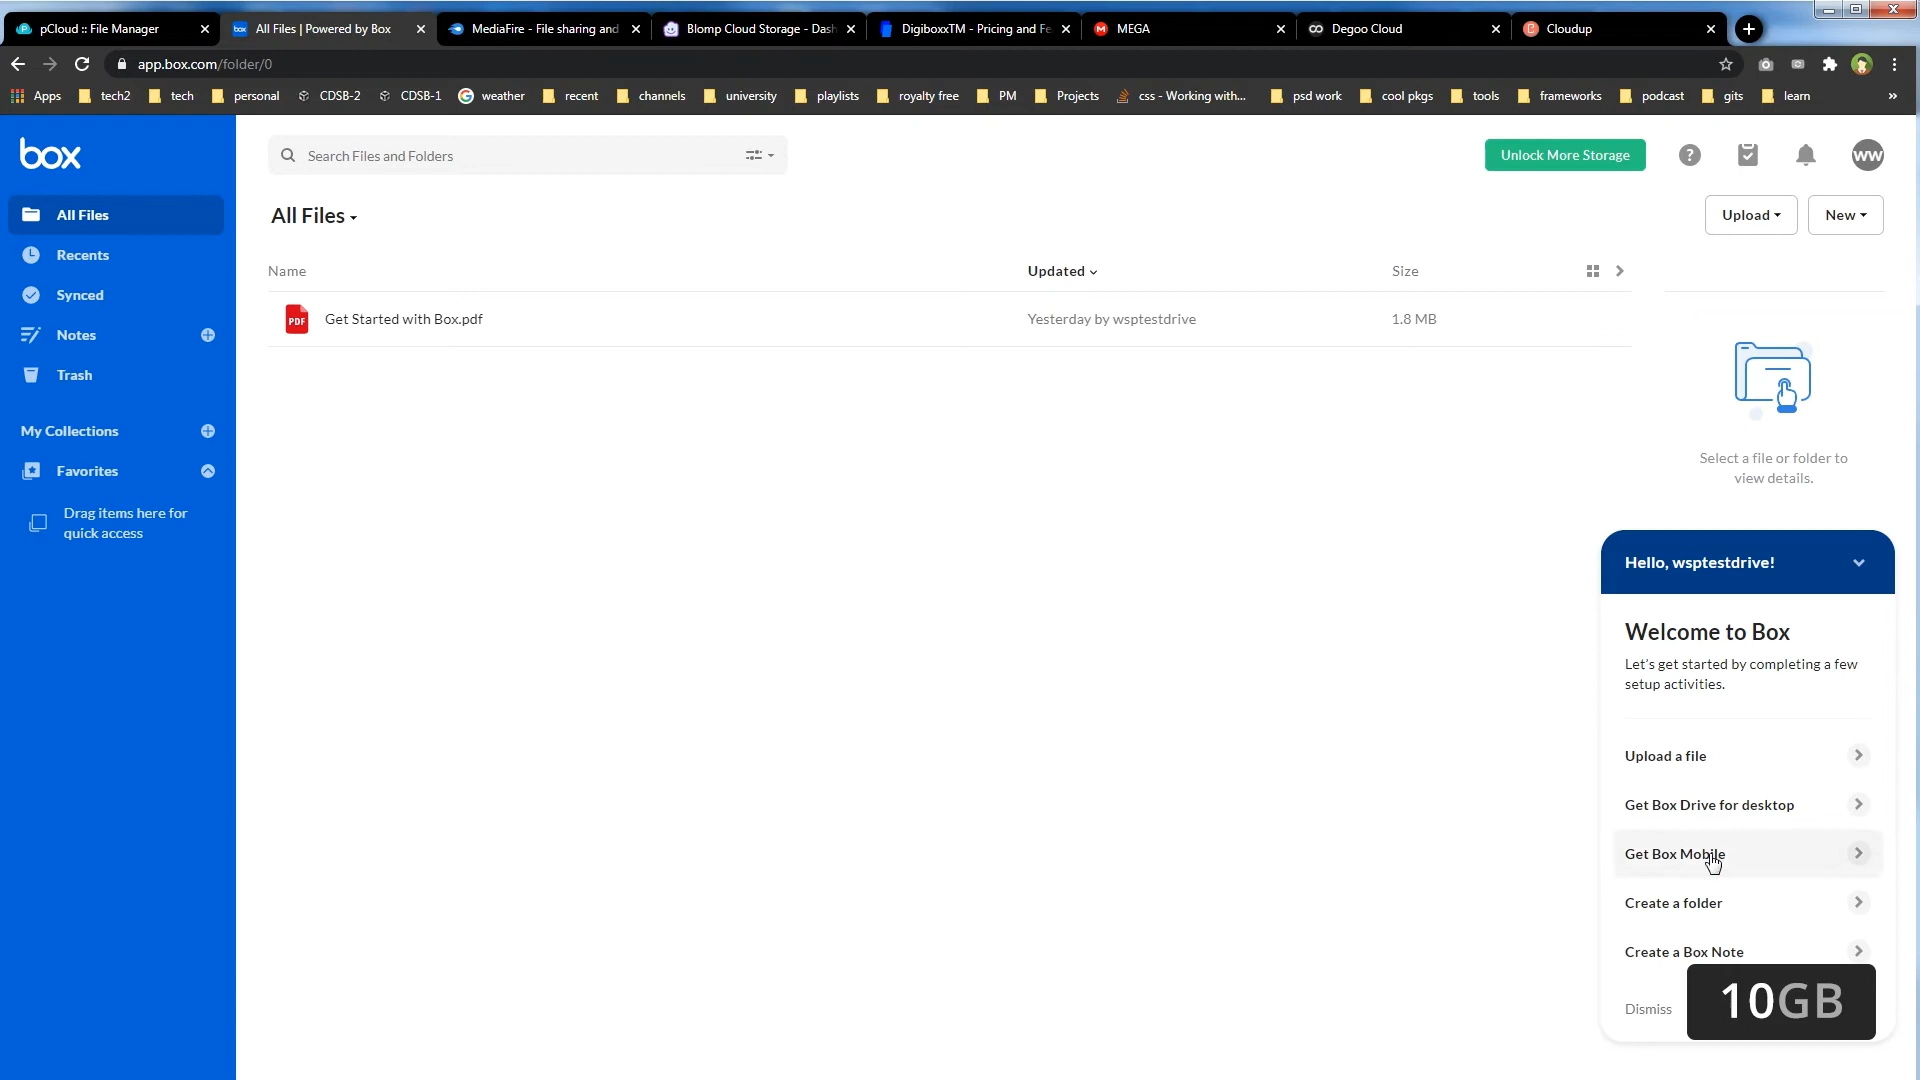 pCloud :: File Manager
All Files | Powered by Box
MediaFire - File sharing and
Blomp Cloud Storage - Dash
DigiboxxTM - Pricing and Fe
MEGA
Degoo Cloud
Cloudup
app.box.com/folder/0
Apps
tech2
tech
personal
CDSB-2
CDSB-1
weather
recent
channels
university
playlists
royalty free
PM
Projects
css - Working with...
psd work
cool pkgs
tools
frameworks
podcast
gits
learn
box
Search Files and Folders
Unlock More Storage
WW
All Files
Recents
Synced
Notes
Trash
My Collections
Favorites
Drag items here for
quick access
All Files
Upload
New
Name
Updated
Size
PDF
Get Started with Box.pdf
Yesterday by wsptestdrive
1.8 MB
Select a file or folder to
view details.
Hello, wsptestdrive!
Welcome to Box
Let's get started by completing a few
setup activities.
Upload a file
Get Box Drive for desktop
Get Box Mobile
Create a folder
Create a Box Note
Dismiss
10GB